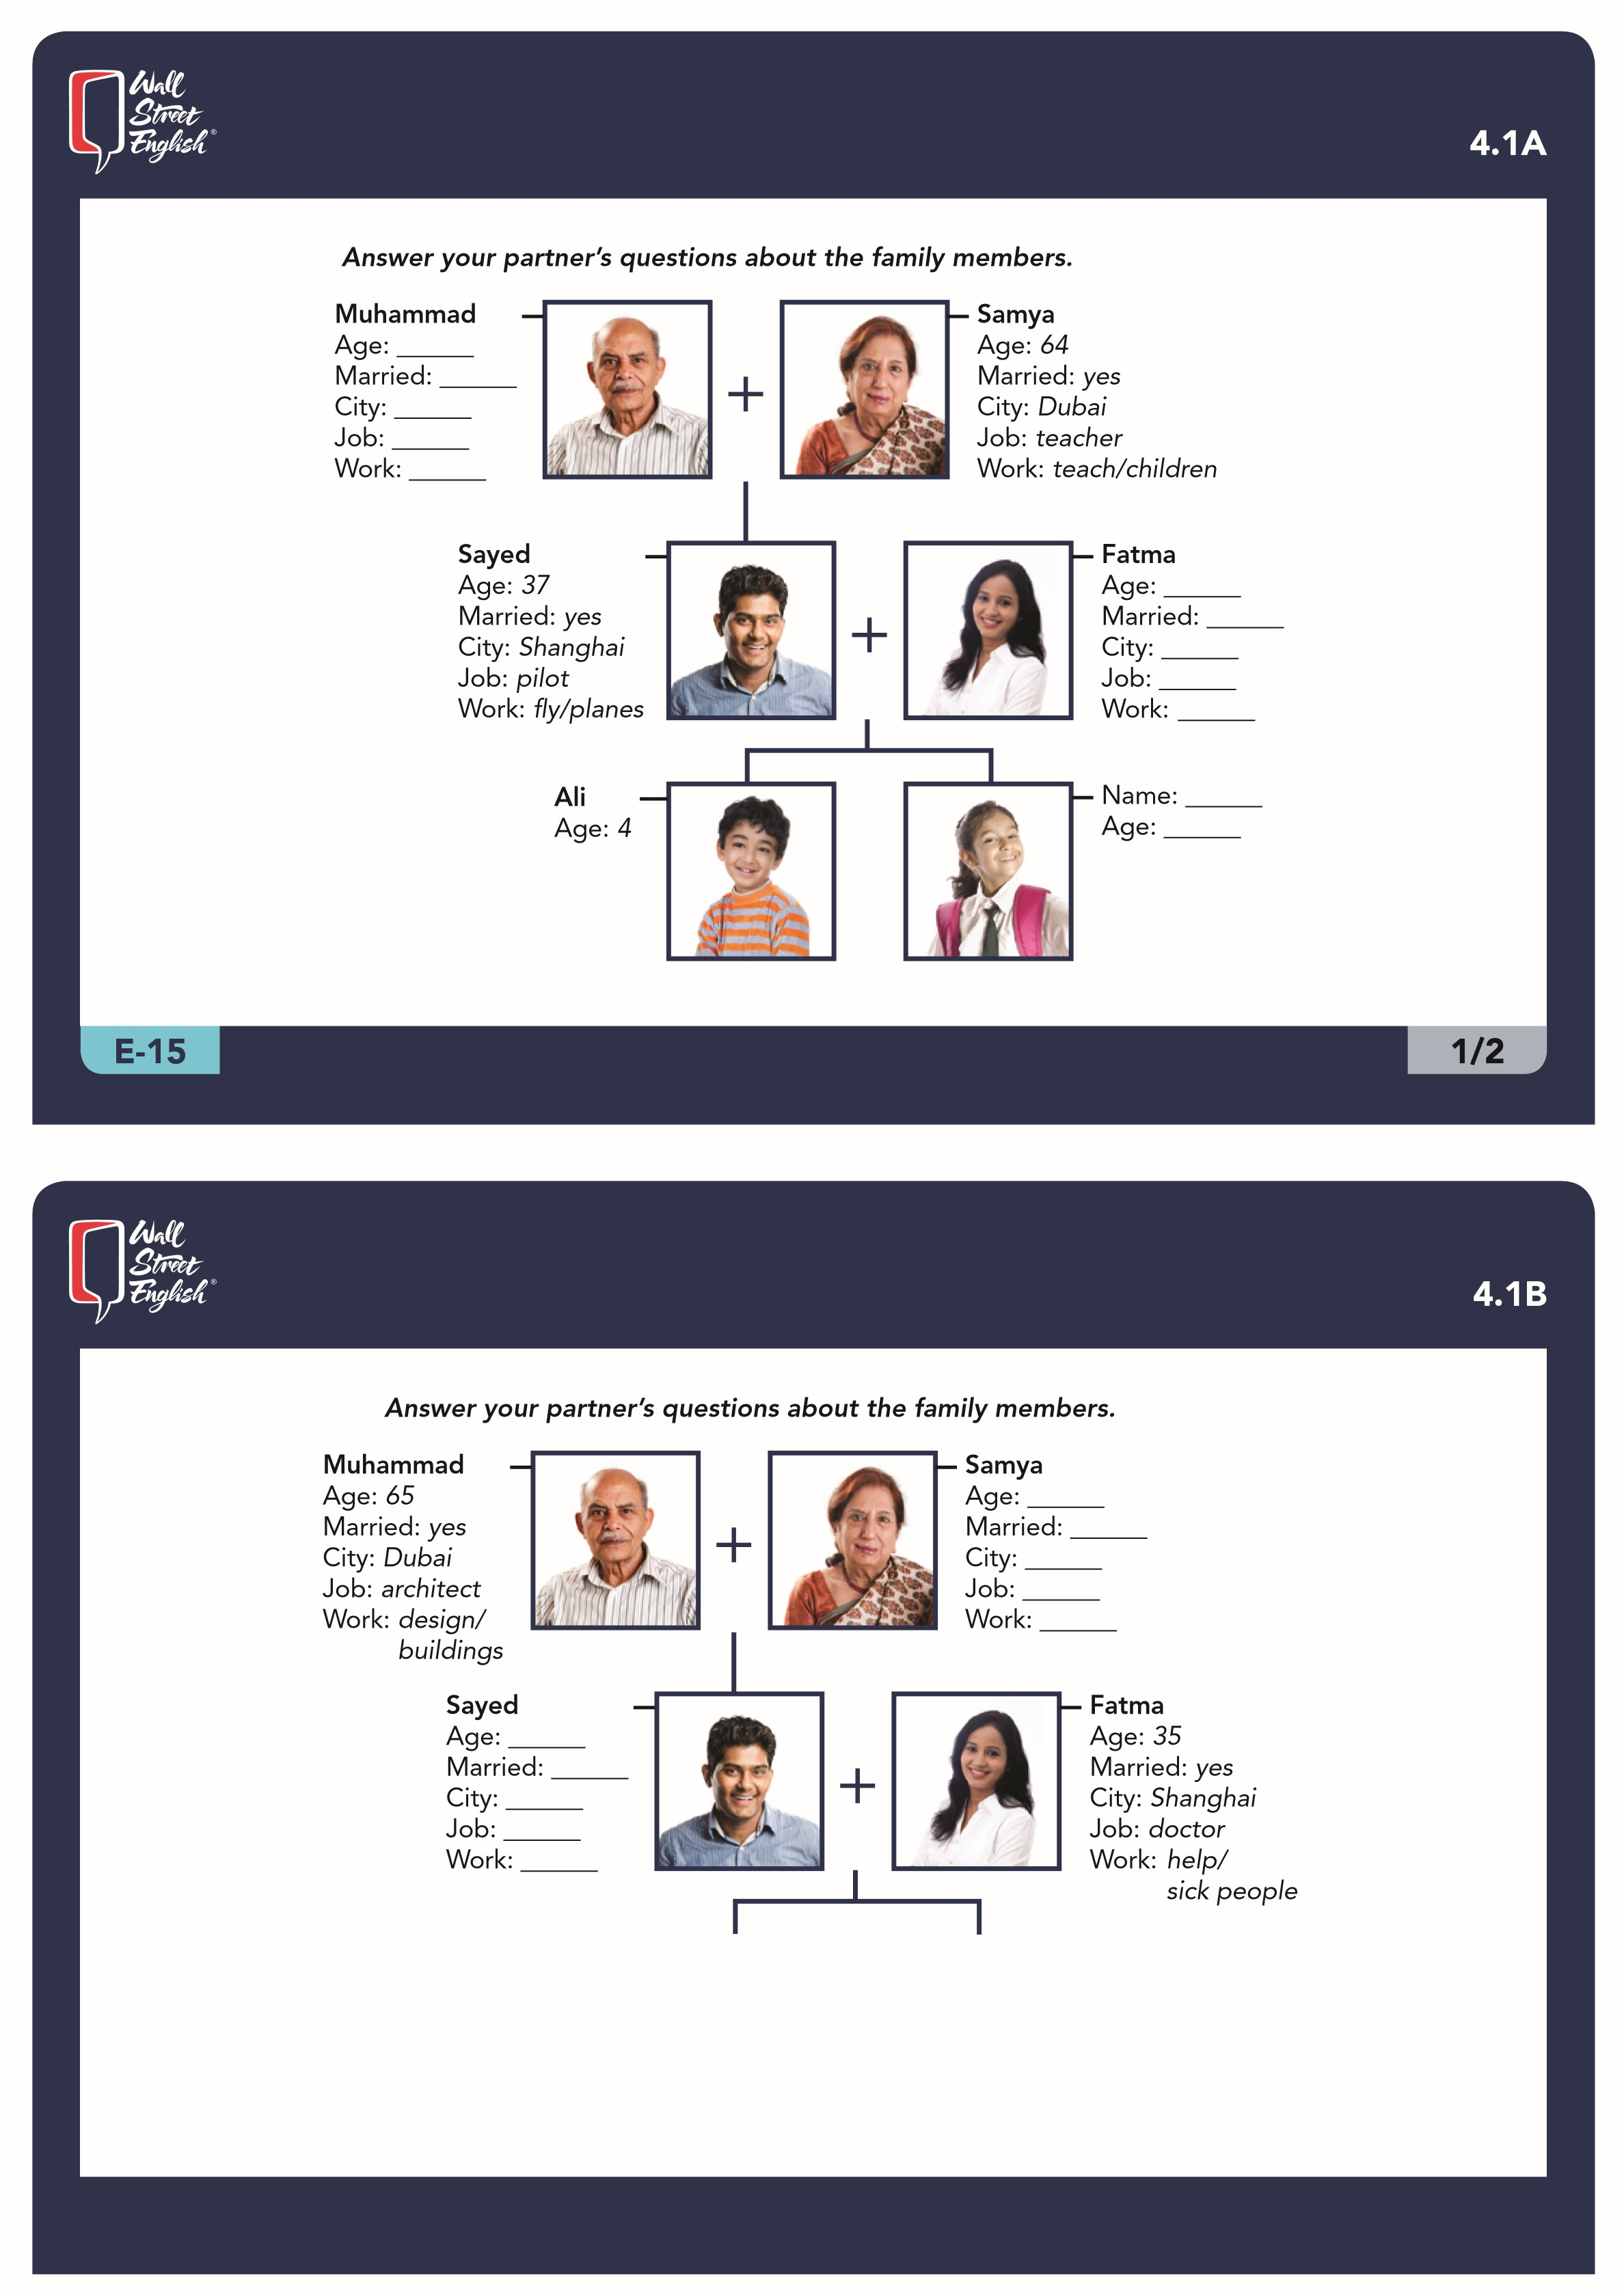 Wall
Street
English®
4.1A
Answer your partner's questions about the family members.
Muhammad
Age: ______
Married: ______
City: ______
Job: ______
Work: ______
Samya
Age: 64
Married: yes
City: Dubai
Job: teacher
Work: teach/children
Sayed
Age: 37
Married: yes
City: Shanghai
Job: pilot
Work: fly/planes
Fatma
Age: ______
Married: ______
City: ______
Job: ______
Work: ______
Ali
Age: 4
Name: ______
Age: ______
E-15
1/2
Wall
Street
English®
4.1B
Answer your partner's questions about the family members.
Muhammad
Age: 65
Married: yes
City: Dubai
Job: architect
Work: design/
buildings
Samya
Age: ______
Married: ______
City: ______
Job: ______
Work: ______
Sayed
Age: ______
Married: ______
City: ______
Job: ______
Work: ______
Fatma
Age: 35
Married: yes
City: Shanghai
Job: doctor
Work: help/
sick people